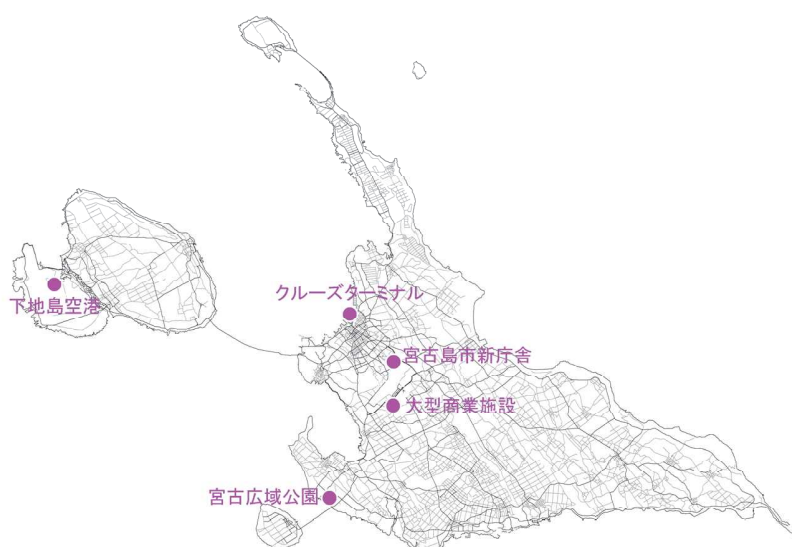 クルーズターミナル
下地島空港
宮古島市新庁舎
大型商業施設
宮古広域公園